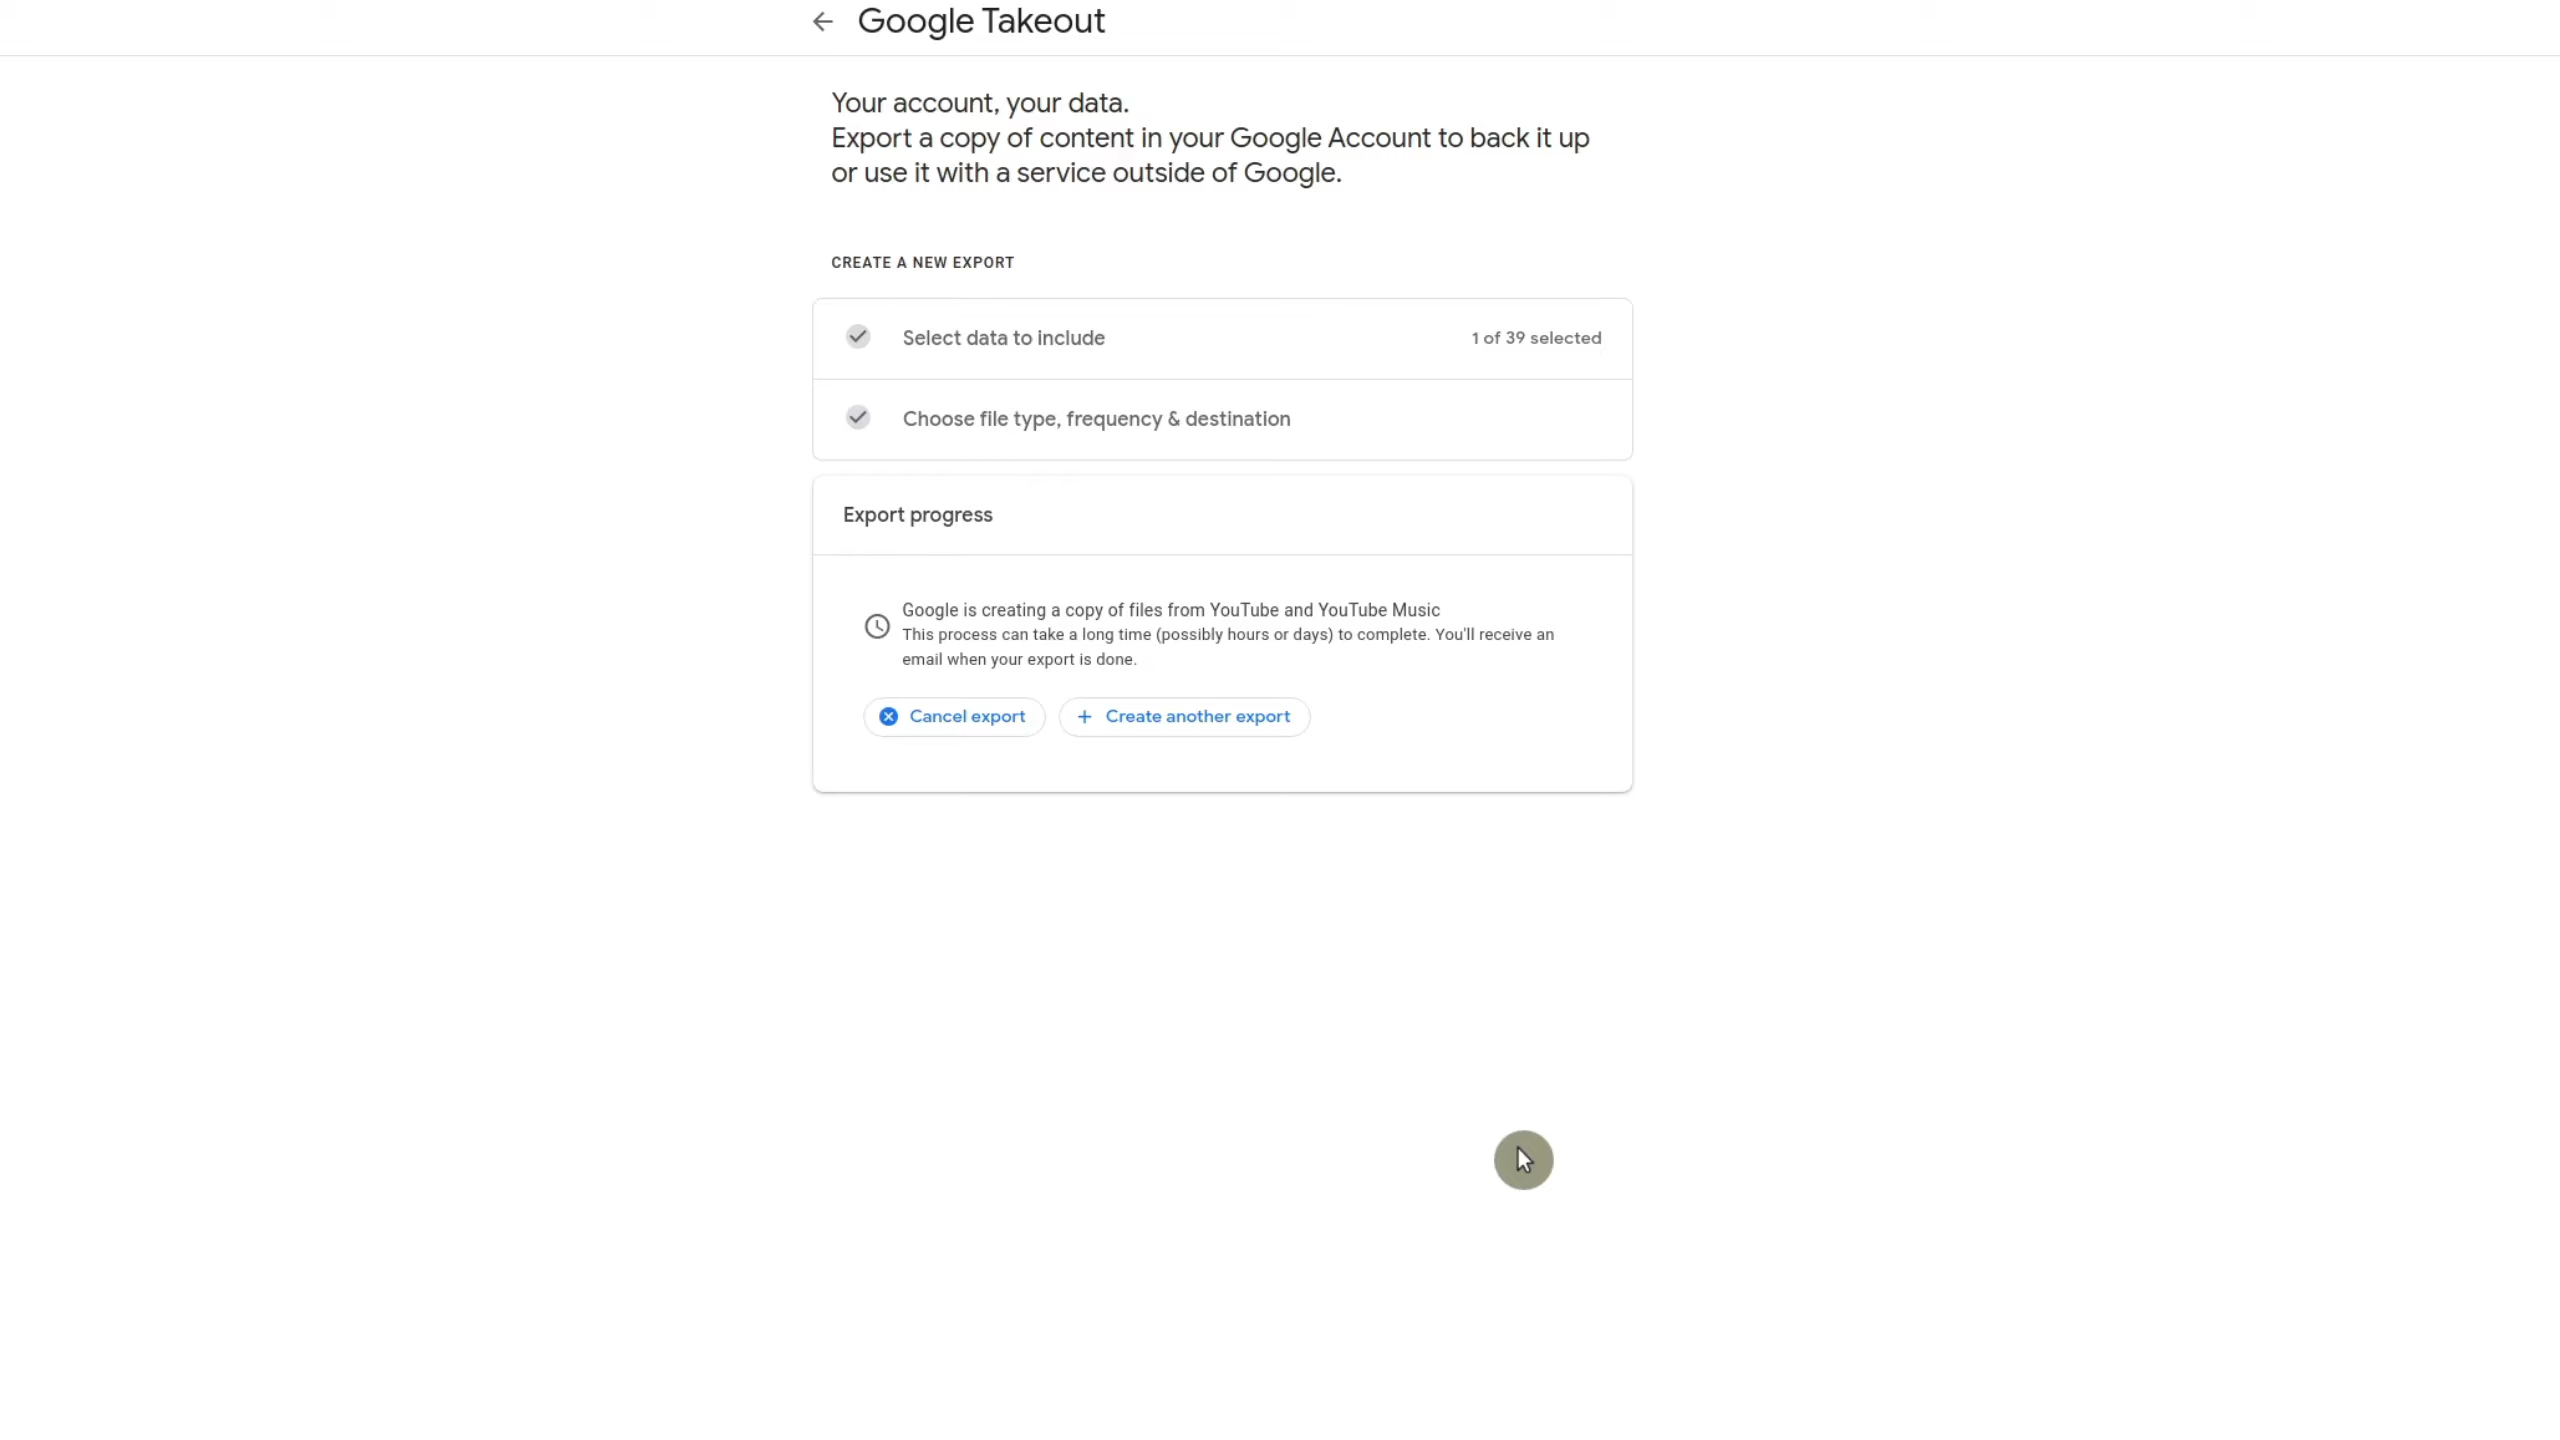 Google Takeout
Your account, your data.
Export a copy of content in your Google Account to back it up
or use it with a service outside of Google.
CREATE A NEW EXPORT
Select data to include
1 of 39 selected
Choose file type, frequency & destination
Export progress
Google is creating a copy of files from YouTube and YouTube Music
This process can take a long time (possibly hours or days) to complete. You'll receive an
email when your export is done.
Cancel export
Create another export